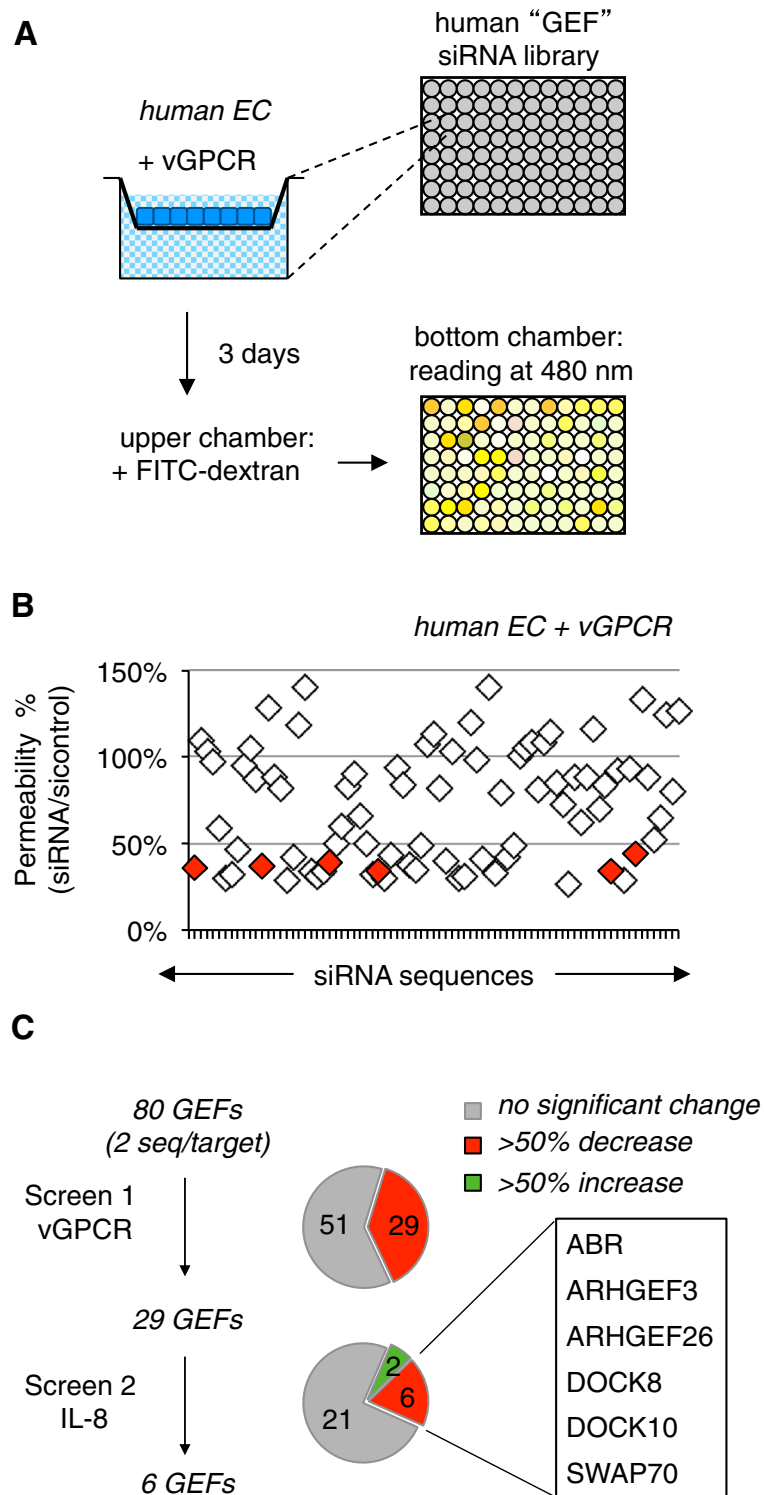 A
human EC
+ vGPCR
human “GEF”
siRNA library
3 days
upper chamber:
+ FITC-dextran
bottom chamber:
reading at 480 nm
B
human EC + vGPCR
Permeability %
(siRNA/sicontrol)
150%
100%
50%
0%
siRNA sequences
C
80 GEFs
(2 seq/target)
Screen 1
vGPCR
29 GEFs
Screen 2
IL-8
6 GEFs
no significant change
>50% decrease
>50% increase
51
29
2
6
21
ABR
ARHGEF3
ARHGEF26
DOCK8
DOCK10
SWAP70